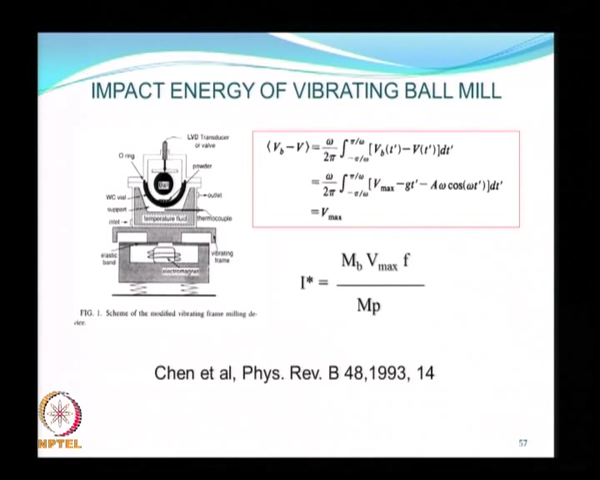 IMPACT ENERGY OF VIBRATING BALL MILL
LVD Transducer
or valve
O ring
powder
WC vial
outlet
support
temperature fluid
thermocouple
inlet
elastic
band
vibrating
frame
electromagnet
FIG. 1. Scheme of the modified vibrating frame milling de-
vice.
⟨V_b − V⟩ = ω/2π ∫_{−π/ω}^{π/ω} [V_b(t′) − V(t′)]dt′
= ω/2π ∫_{−π/ω}^{π/ω} [V_max − gt′ − Aω cos(ωt′)]dt′
= V_max
I* = M_b V_max f / Mp
Chen et al, Phys. Rev. B 48,1993, 14
NPTEL
57